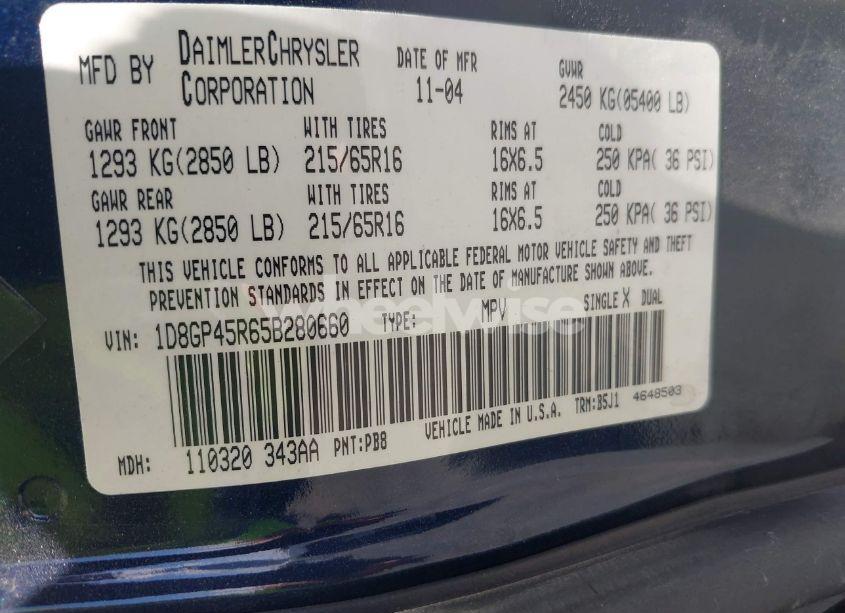 MFD BY DAIMLERCHRYSLER CORPORATION DATE OF MFR 11-04 GVWR 2450 KG(05400 LB)
GAWR FRONT WITH TIRES RIMS AT COLD
1293 KG(2850 LB) 215/65R16 16X6.5 250 KPA( 36 PSI)
GAWR REAR WITH TIRES RIMS AT COLD
1293 KG(2850 LB) 215/65R16 16X6.5 250 KPA( 36 PSI)
THIS VEHICLE CONFORMS TO ALL APPLICABLE FEDERAL MOTOR VEHICLE SAFETY AND THEFT
PREVENTION STANDARDS IN EFFECT ON THE DATE OF MANUFACTURE SHOWN ABOVE.
VIN: 1D8GP45R65B280660 TYPE: MPV SINGLE X DUAL
wheelwise
MDH: 110320 343AA PNT:PB8 VEHICLE MADE IN U.S.A. TRM:B5J1 4648503